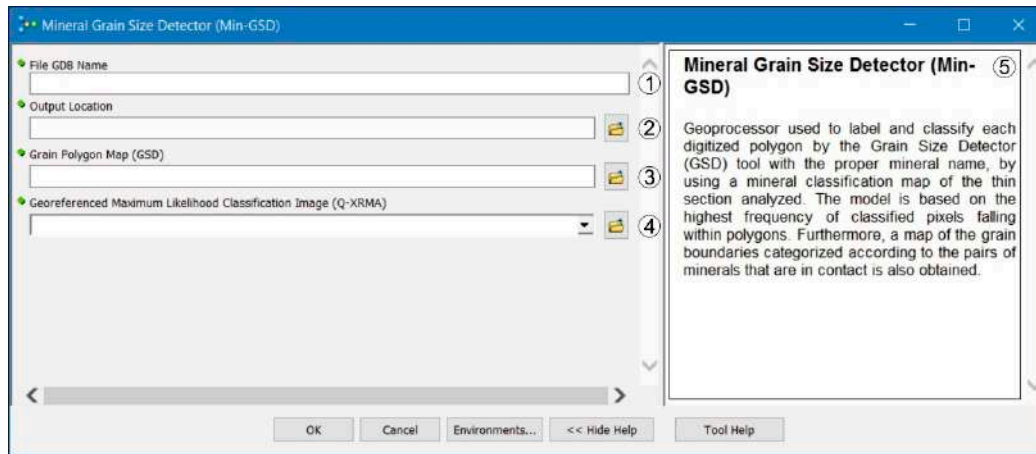 Mineral Grain Size Detector (Min-GSD)
File GDB Name
①
Output Location
②
Grain Polygon Map (GSD)
③
Georeferenced Maximum Likelihood Classification Image (Q-XRMA)
④
Mineral Grain Size Detector (Min-
GSD)
⑤
Geoprocessor used to label and classify each
digitized polygon by the Grain Size Detector
(GSD) tool with the proper mineral name, by
using a mineral classification map of the thin
section analyzed. The model is based on the
highest frequency of classified pixels falling
within polygons. Furthermore, a map of the grain
boundaries categorized according to the pairs of
minerals that are in contact is also obtained.
OK
Cancel
Environments...
<< Hide Help
Tool Help